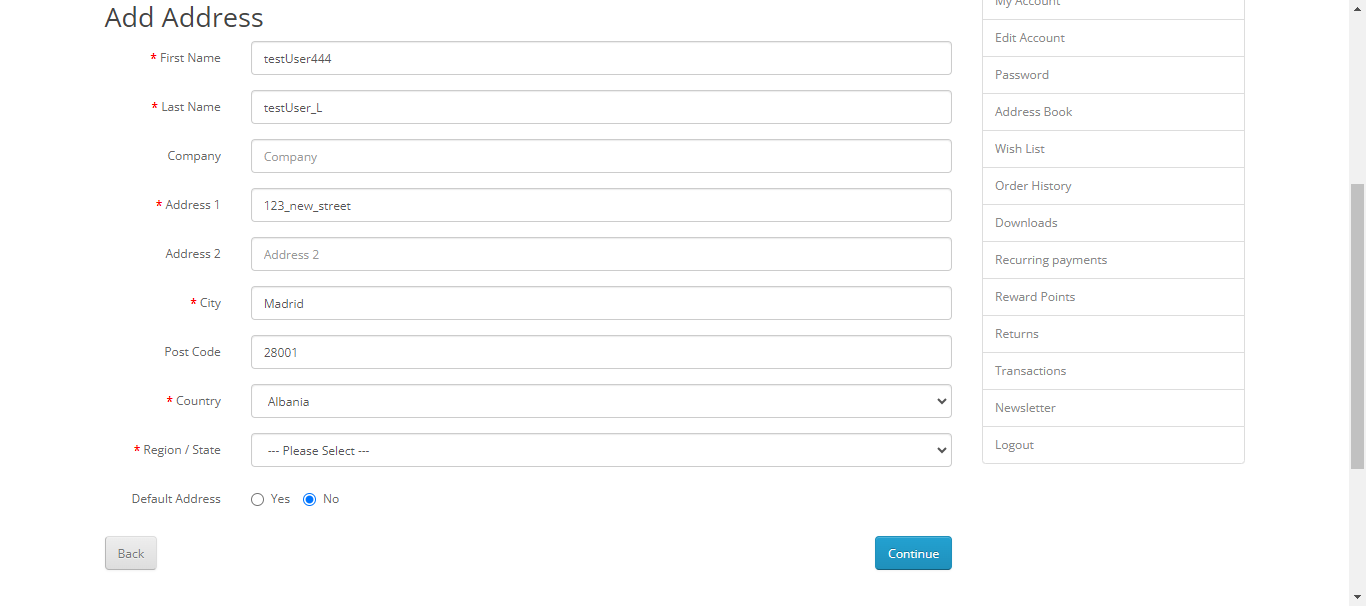 Add Address
* First Name
testUser444
* Last Name
testUser_L
Company
Company
* Address 1
123_new_street
Address 2
Address 2
* City
Madrid
Post Code
28001
* Country
Albania
* Region / State
--- Please Select ---
Default Address
Yes
No
Back
Continue
My Account
Edit Account
Password
Address Book
Wish List
Order History
Downloads
Recurring payments
Reward Points
Returns
Transactions
Newsletter
Logout